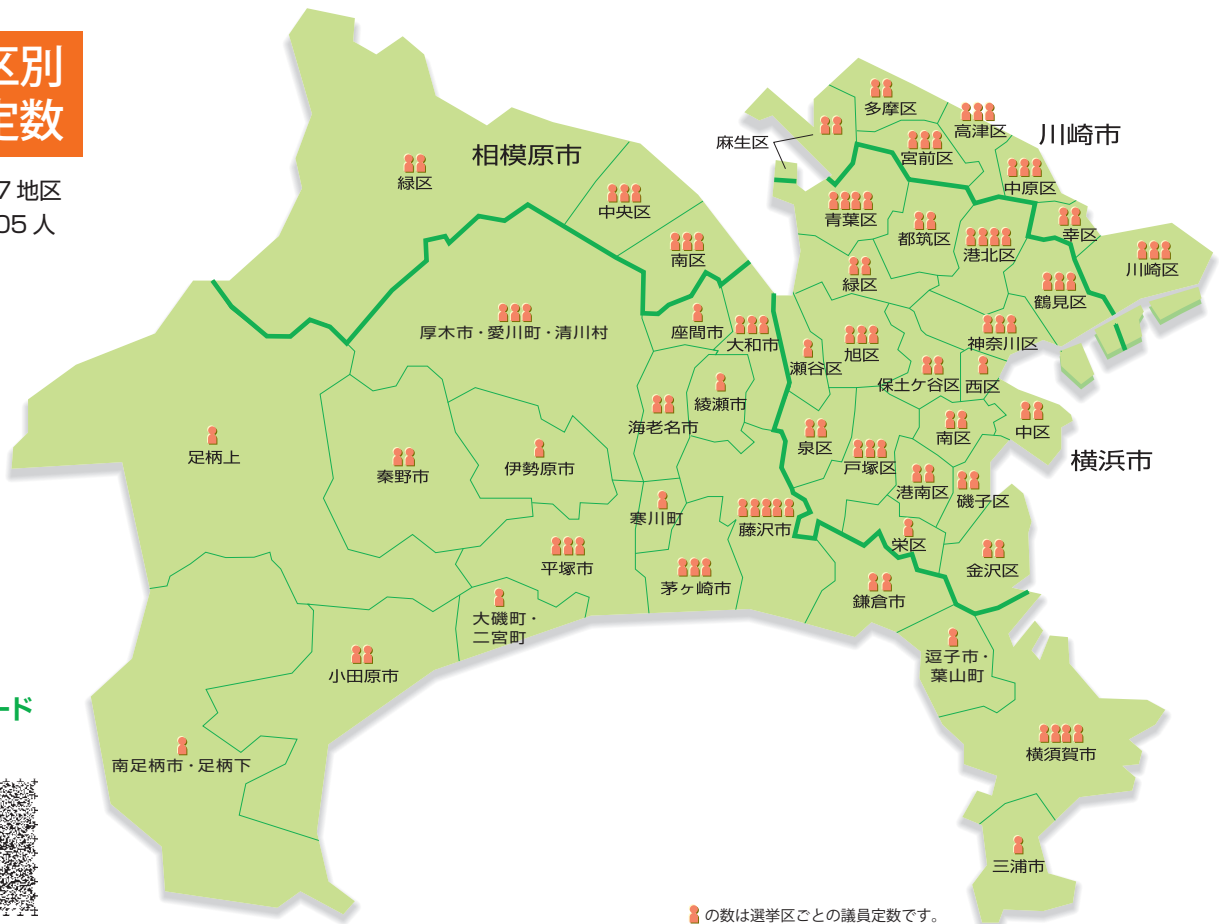 区別
定数
7 地区
05 人
相模原市
緑区
中央区
南区
川崎市
多摩区
高津区
麻生区
宮前区
中原区
幸区
川崎区
青葉区
都筑区
港北区
緑区
鶴見区
神奈川区
旭区
瀬谷区
保土ケ谷区
西区
中区
南区
横浜市
泉区
戸塚区
港南区
磯子区
栄区
金沢区
厚木市・愛川町・清川村
座間市
大和市
綾瀬市
海老名市
足柄上
秦野市
伊勢原市
寒川町
藤沢市
平塚市
茅ヶ崎市
鎌倉市
大磯町・
二宮町
小田原市
逗子市・
葉山町
南足柄市・足柄下
横須賀市
三浦市
ード
の数は選挙区ごとの議員定数です。